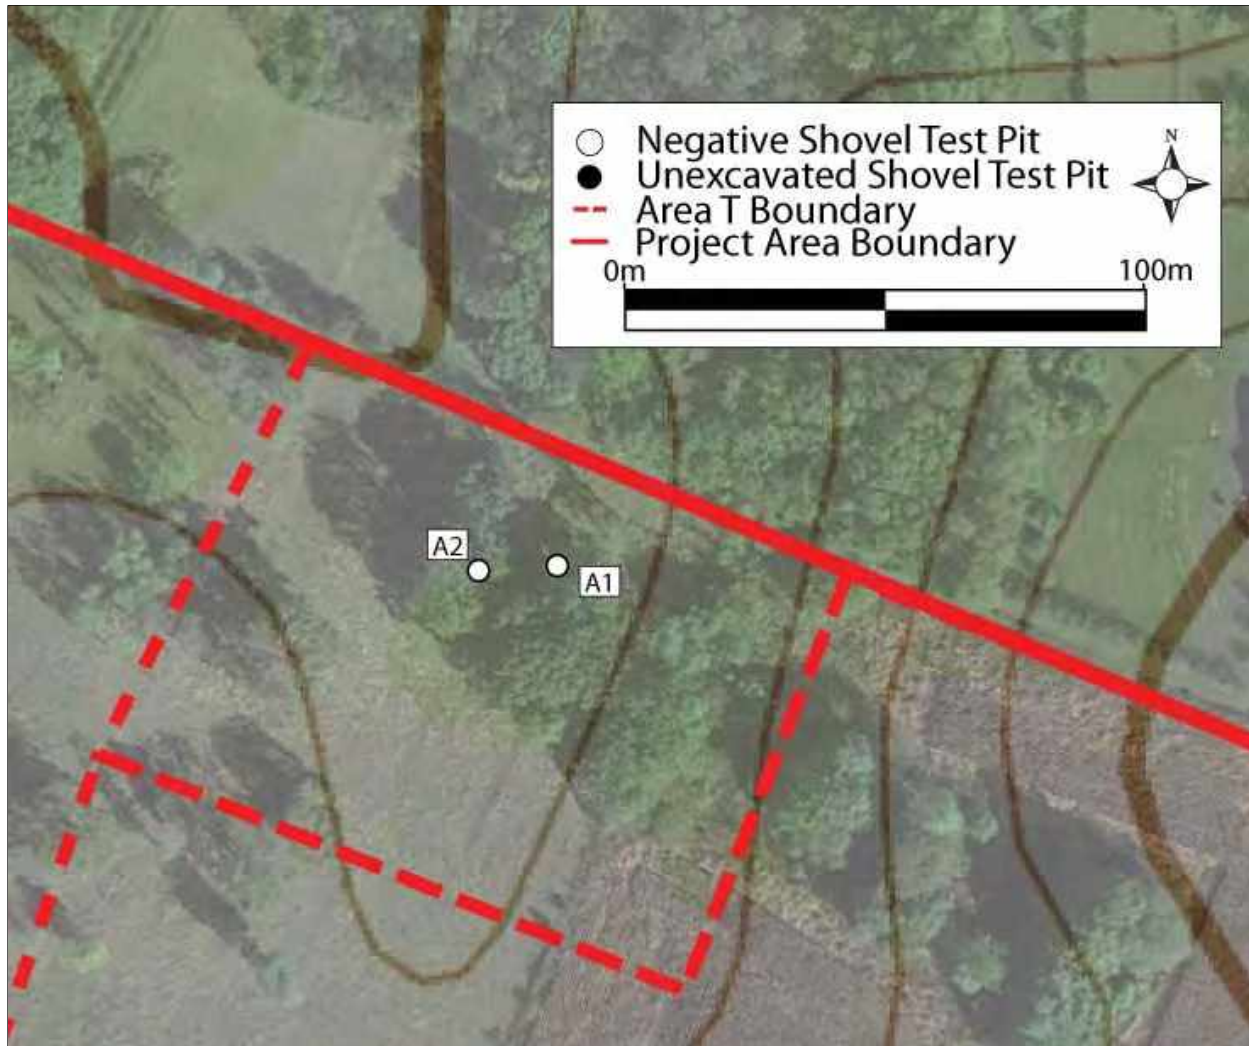 N
Negative Shovel Test Pit
Unexcavated Shovel Test Pit
Area T Boundary
Project Area Boundary
0m 100m
A2
A1